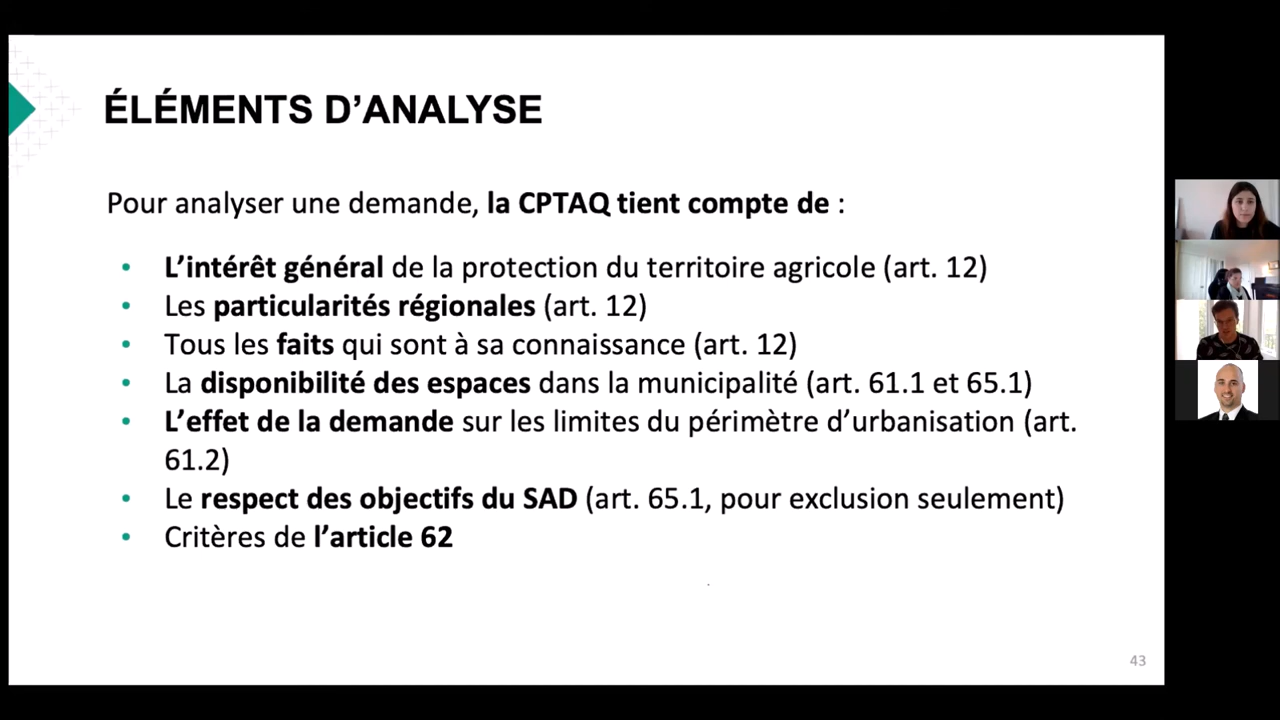 ÉLÉMENTS D’ANALYSE
Pour analyser une demande, la CPTAQ tient compte de :
• L’intérêt général de la protection du territoire agricole (art. 12)
• Les particularités régionales (art. 12)
• Tous les faits qui sont à sa connaissance (art. 12)
• La disponibilité des espaces dans la municipalité (art. 61.1 et 65.1)
• L’effet de la demande sur les limites du périmètre d’urbanisation (art.
61.2)
• Le respect des objectifs du SAD (art. 65.1, pour exclusion seulement)
• Critères de l’article 62
43